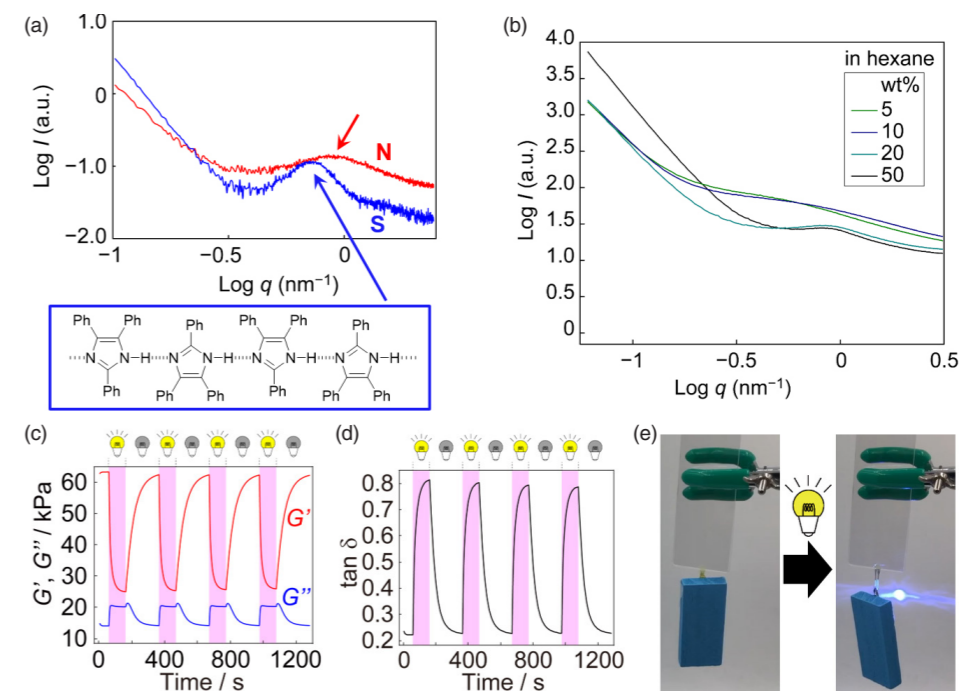 (a)
1.0
0
−1.0
−2.0
Log I (a.u.)
N
S
−1
−0.5
0
Log q (nm⁻¹)
Ph Ph Ph Ph Ph Ph
N N−H N N−H N N−H N N−H
Ph Ph Ph Ph Ph Ph
(b)
4.0
3.5
3.0
2.5
2.0
1.5
1.0
0.5
0
Log I (a.u.)
in hexane
wt%
5
10
20
50
−1
−0.5
0
0.5
Log q (nm⁻¹)
(c)
60
50
40
30
20
10
G', G'' / kPa
G'
G''
0 400 800 1200
Time / s
(d)
0.8
0.7
0.6
0.5
0.4
0.3
0.2
tan δ
0 400 800 1200
Time / s
(e)